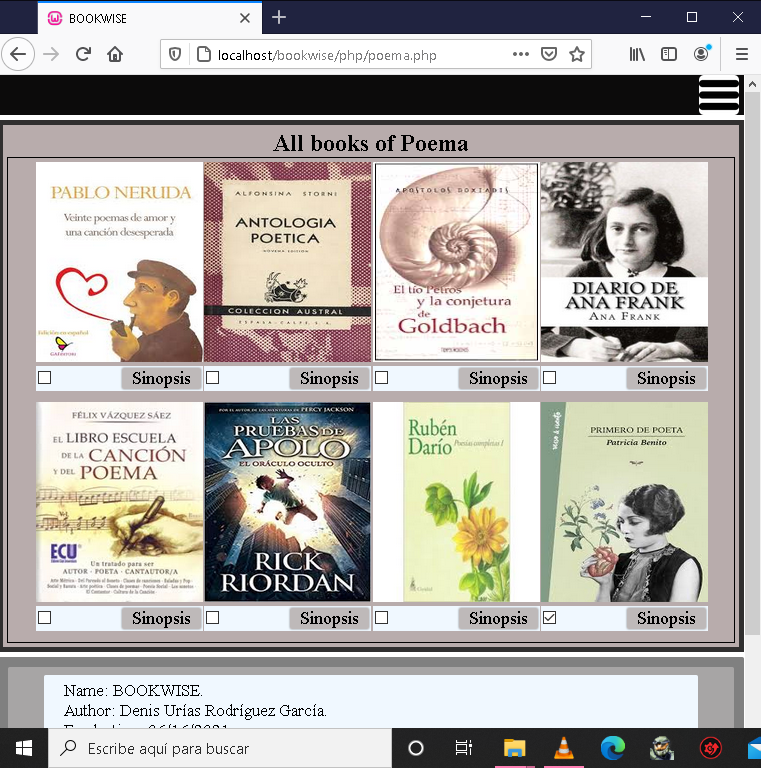 BOOKWISE
localhost/bookwise/php/poema.php
All books of Poema
PABLO NERUDA
Veinte poemas de amor y
una canción desesperada
Edición en español
ALFONSINA STORNI
ANTOLOGIA
POETICA
NOVENA EDICION
COLECCION AUSTRAL
ESPASA-CALPE S. A.
APOSTOLOS DOXIADIS
El tío Petros
y la conjetura
de
Goldbach
DIARIO DE
ANA FRANK
ANA FRANK
Sinopsis
Sinopsis
Sinopsis
Sinopsis
FÉLIX VÁZQUEZ SÁEZ
EL LIBRO ESCUELA
DE LA CANCIÓN
Y DEL POEMA
ECU
Un tratado para ser
AUTOR - POETA - CANTAUTOR/A
POR EL AUTOR DE LAS AVENTURAS DE PERCY JACKSON
LAS
PRUEBAS DE
APOLO
EL ORÁCULO OCULTO
RICK
RIORDAN
Rubén
Darío
Poesías completas I
PRIMERO DE POETA
Patricia Benito
Sinopsis
Sinopsis
Sinopsis
Sinopsis
Name: BOOKWISE.
Author: Denis Urías Rodríguez García.
Escribe aquí para buscar